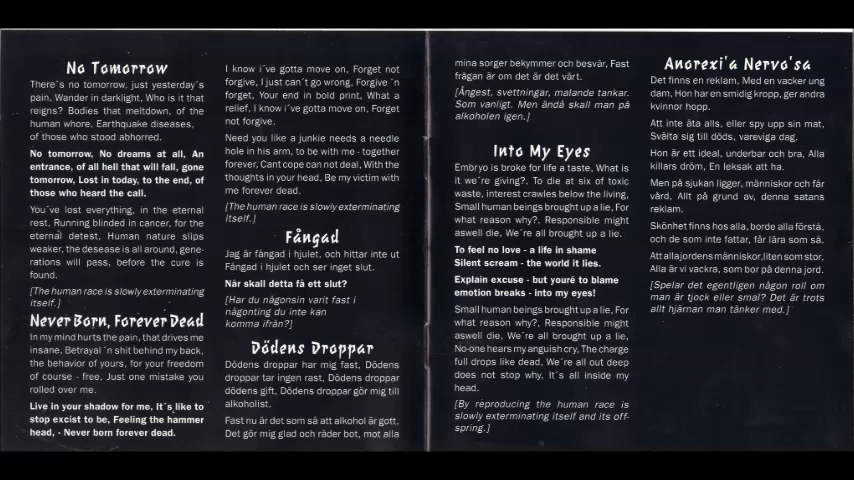 No Tomorrow
There´s no tomorrow, just yesterday´s
pain, Wander in darklight, Who is it that
reigns? Bodies that meltdown, of the
human whore, Earthquake diseases,
of those who stood abhorred.
No tomorrow, No dreams at all, An
entrance, of all hell that will fall, gone
tomorrow, Lost in today, to the end, of
those who heard the call.
You´ve lost everything, in the eternal
rest, Running blinded in cancer, for the
eternal detest, Human nature slips
weaker, the desease is all around, gene-
rations will pass, before the cure is
found.
[The human race is slowly exterminating
itself.]
Never Born, Forever Dead
In my mind hurts the pain, that drives me
insane, Betrayal ´n shit behind my back,
the behavior of yours, for your freedom
of course - free, Just one mistake you
rolled over me.
Live in your shadow for me, It´s like to
stop excist to be, Feeling the hammer
head, - Never born forever dead.
I know i´ve gotta move on, Forget not
forgive, I just can´t go wrong, Forgive ´n
forget, Your end in bold print, What a
relief, I know i´ve gotta move on, Forget
not forgive.
Need you like a junkie needs a needle
hole in his arm, to be with me - together
forever, Cant cope can not deal, With the
thoughts in your head, Be my victim with
me forever dead.
[The human race is slowly exterminating
itself.]
Fångad
Jag är fångad i hjulet, och hittar inte ut
Fångad i hjulet och ser inget slut.
När skall detta få ett slut?
[Har du någonsin varit fast i
någonting du inte kan
komma ifrån?]
Dödens Droppar
Dödens droppar har mig fast, Dödens
droppar tar ingen rast, Dödens droppar
dödens gift, Dödens droppar gör mig till
alkoholist.
Fast nu är det som så att alkohol är gott,
Det gör mig glad och råder bot, mot alla
mina sorger bekymmer och besvär, Fast
frågan är om det är det värt.
[Ångest, svettningar, malande tankar.
Som vanligt. Men ändå skall man på
alkoholen igen.]
Into My Eyes
Embryo is broke for life a taste, What is
it we´re giving?. To die at six of toxic
waste, interest crawles below the living,
Small human beings brought up a lie, For
what reason why?, Responsible might
aswell die, We´re all brought up a lie.
To feel no love - a life in shame
Silent scream - the world it lies.
Explain excuse - but youré to blame
emotion breaks - into my eyes!
Small human beings brought up a lie, For
what reason why?, Responsible might
aswell die, We´re all brought up a lie,
No-one hears my anguish cry, The charge
full drops like dead, We´re all out deep
does not stop why, It´s all inside my
head.
[By reproducing the human race is
slowly exterminating itself and its off-
spring.]
Anorexi'a Nervo'sa
Det finns en reklam, Med en vacker ung
dam, Hon har en smidig kropp, ger andra
kvinnor hopp.
Att inte äta alls, eller spy upp sin mat,
Svälta sig till döds, vareviga dag.
Hon är ett ideal, underbar och bra, Alla
killars dröm, En leksak att ha.
Men på sjukan ligger, människor och får
vård, Allt på grund av, denna satans
reklam.
Skönhet finns hos alla, borde alla förstå,
och de som inte fattar, får lära som så.
Att alla jordens människor, liten som stor,
Alla är vi vackra, som bor på denna jord.
[Spelar det egentligen någon roll om
man är tjock eller smal? Det är trots
allt hjärnan man tänker med.]